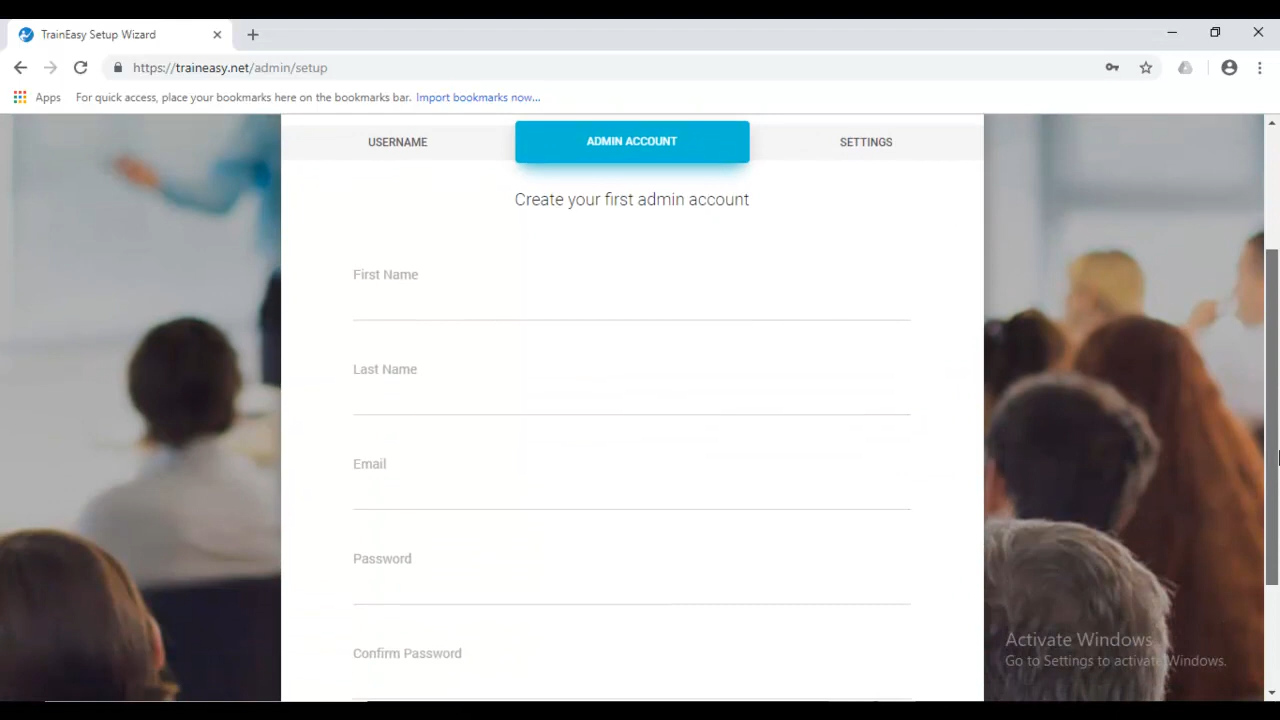 TrainEasy Setup Wizard
https://traineasy.net/admin/setup
Apps For quick access, place your bookmarks here on the bookmarks bar. Import bookmarks now...
USERNAME ADMIN ACCOUNT SETTINGS
Create your first admin account
First Name
Last Name
Email
Password
Confirm Password
Activate Windows
Go to Settings to activate Windows.